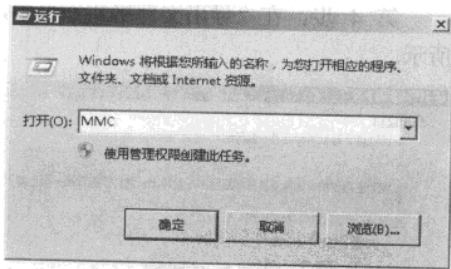 运行
Windows 将根据您所输入的名称，为您打开相应的程序、
文件夹、文档或 Internet 资源。
打开(O): MMC
使用管理权限创建此任务。
确定 取消 浏览(B)...